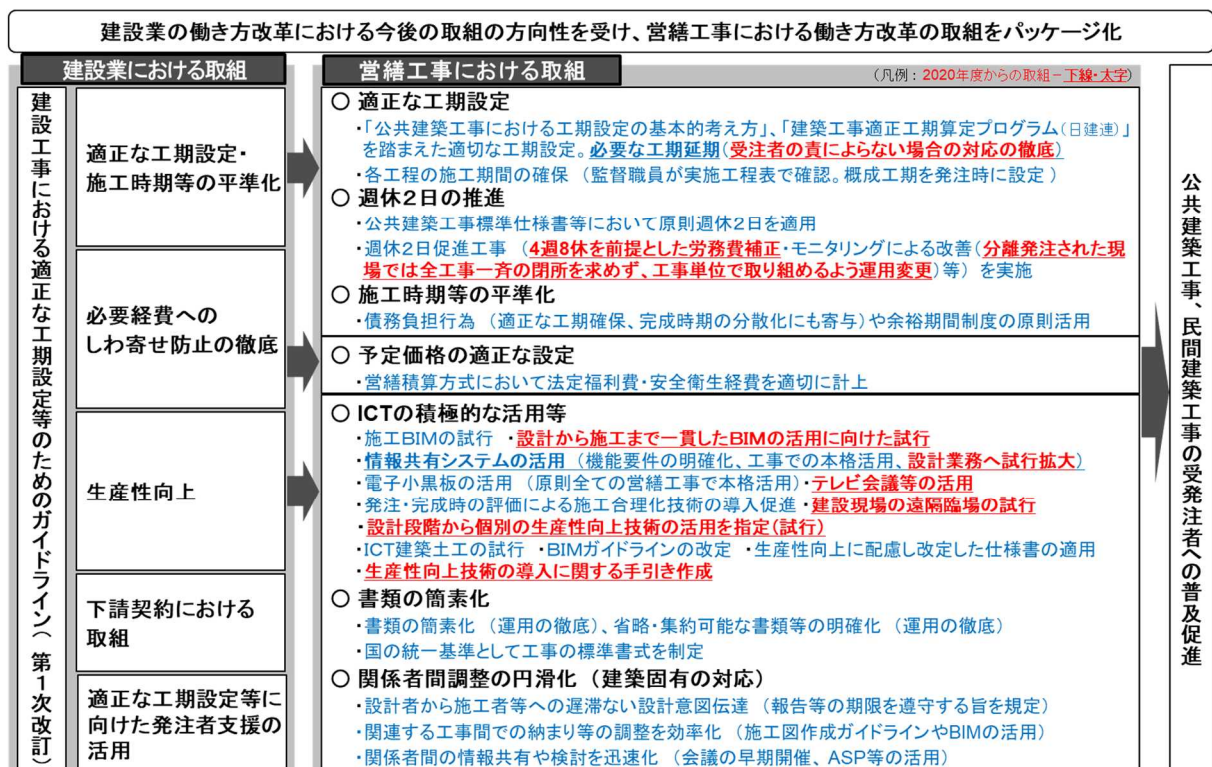 建設業の働き方改革における今後の取組の方向性を受け、営繕工事における働き方改革の取組をパッケージ化
建設業における取組
建設工事における適正な工期設定等のためのガイドライン（第１次改訂）
適正な工期設定・
施工時期等の平準化
必要経費への
しわ寄せ防止の徹底
生産性向上
下請契約における
取組
適正な工期設定等に
向けた発注者支援の
活用
営繕工事における取組
（凡例：2020年度からの取組－下線・太字）
○ 適正な工期設定
・「公共建築工事における工期設定の基本的考え方」、「建築工事適正工期算定プログラム（日建連）」
を踏まえた適切な工期設定。必要な工期延期（受注者の責によらない場合の対応の徹底）
・各工程の施工期間の確保 （監督職員が実施工程表で確認。概成工期を発注時に設定 ）
○ 週休２日の推進
・公共建築工事標準仕様書等において原則週休２日を適用
・週休２日促進工事 （4週8休を前提とした労務費補正・モニタリングによる改善（分離発注された現
場では全工事一斉の閉所を求めず、工事単位で取り組めるよう運用変更）等） を実施
○ 施工時期等の平準化
・債務負担行為 （適正な工期確保、完成時期の分散化にも寄与）や余裕期間制度の原則活用
○ 予定価格の適正な設定
・営繕積算方式において法定福利費・安全衛生経費を適切に計上
○ ICTの積極的な活用等
・施工BIMの試行 ・設計から施工まで一貫したBIMの活用に向けた試行
・情報共有システムの活用 （機能要件の明確化、工事での本格活用、設計業務へ試行拡大）
・電子小黒板の活用 （原則全ての営繕工事で本格活用）・テレビ会議等の活用
・発注・完成時の評価による施工合理化技術の導入促進 ・建設現場の遠隔臨場の試行
・設計段階から個別の生産性向上技術の活用を指定（試行）
・ICT建築土工の試行 ・BIMガイドラインの改定 ・生産性向上に配慮し改定した仕様書の適用
・生産性向上技術の導入に関する手引き作成
○ 書類の簡素化
・書類の簡素化 （運用の徹底）、省略・集約可能な書類等の明確化 （運用の徹底）
・国の統一基準として工事の標準書式を制定
○ 関係者間調整の円滑化（建築固有の対応）
・設計者から施工者等への遅滞ない設計意図伝達 （報告等の期限を遵守する旨を規定）
・関連する工事間での納まり等の調整を効率化 （施工図作成ガイドラインやBIMの活用）
・関係者間の情報共有や検討を迅速化 （会議の早期開催、ASP等の活用）
公共建築工事、民間建築工事の受発注者への普及促進